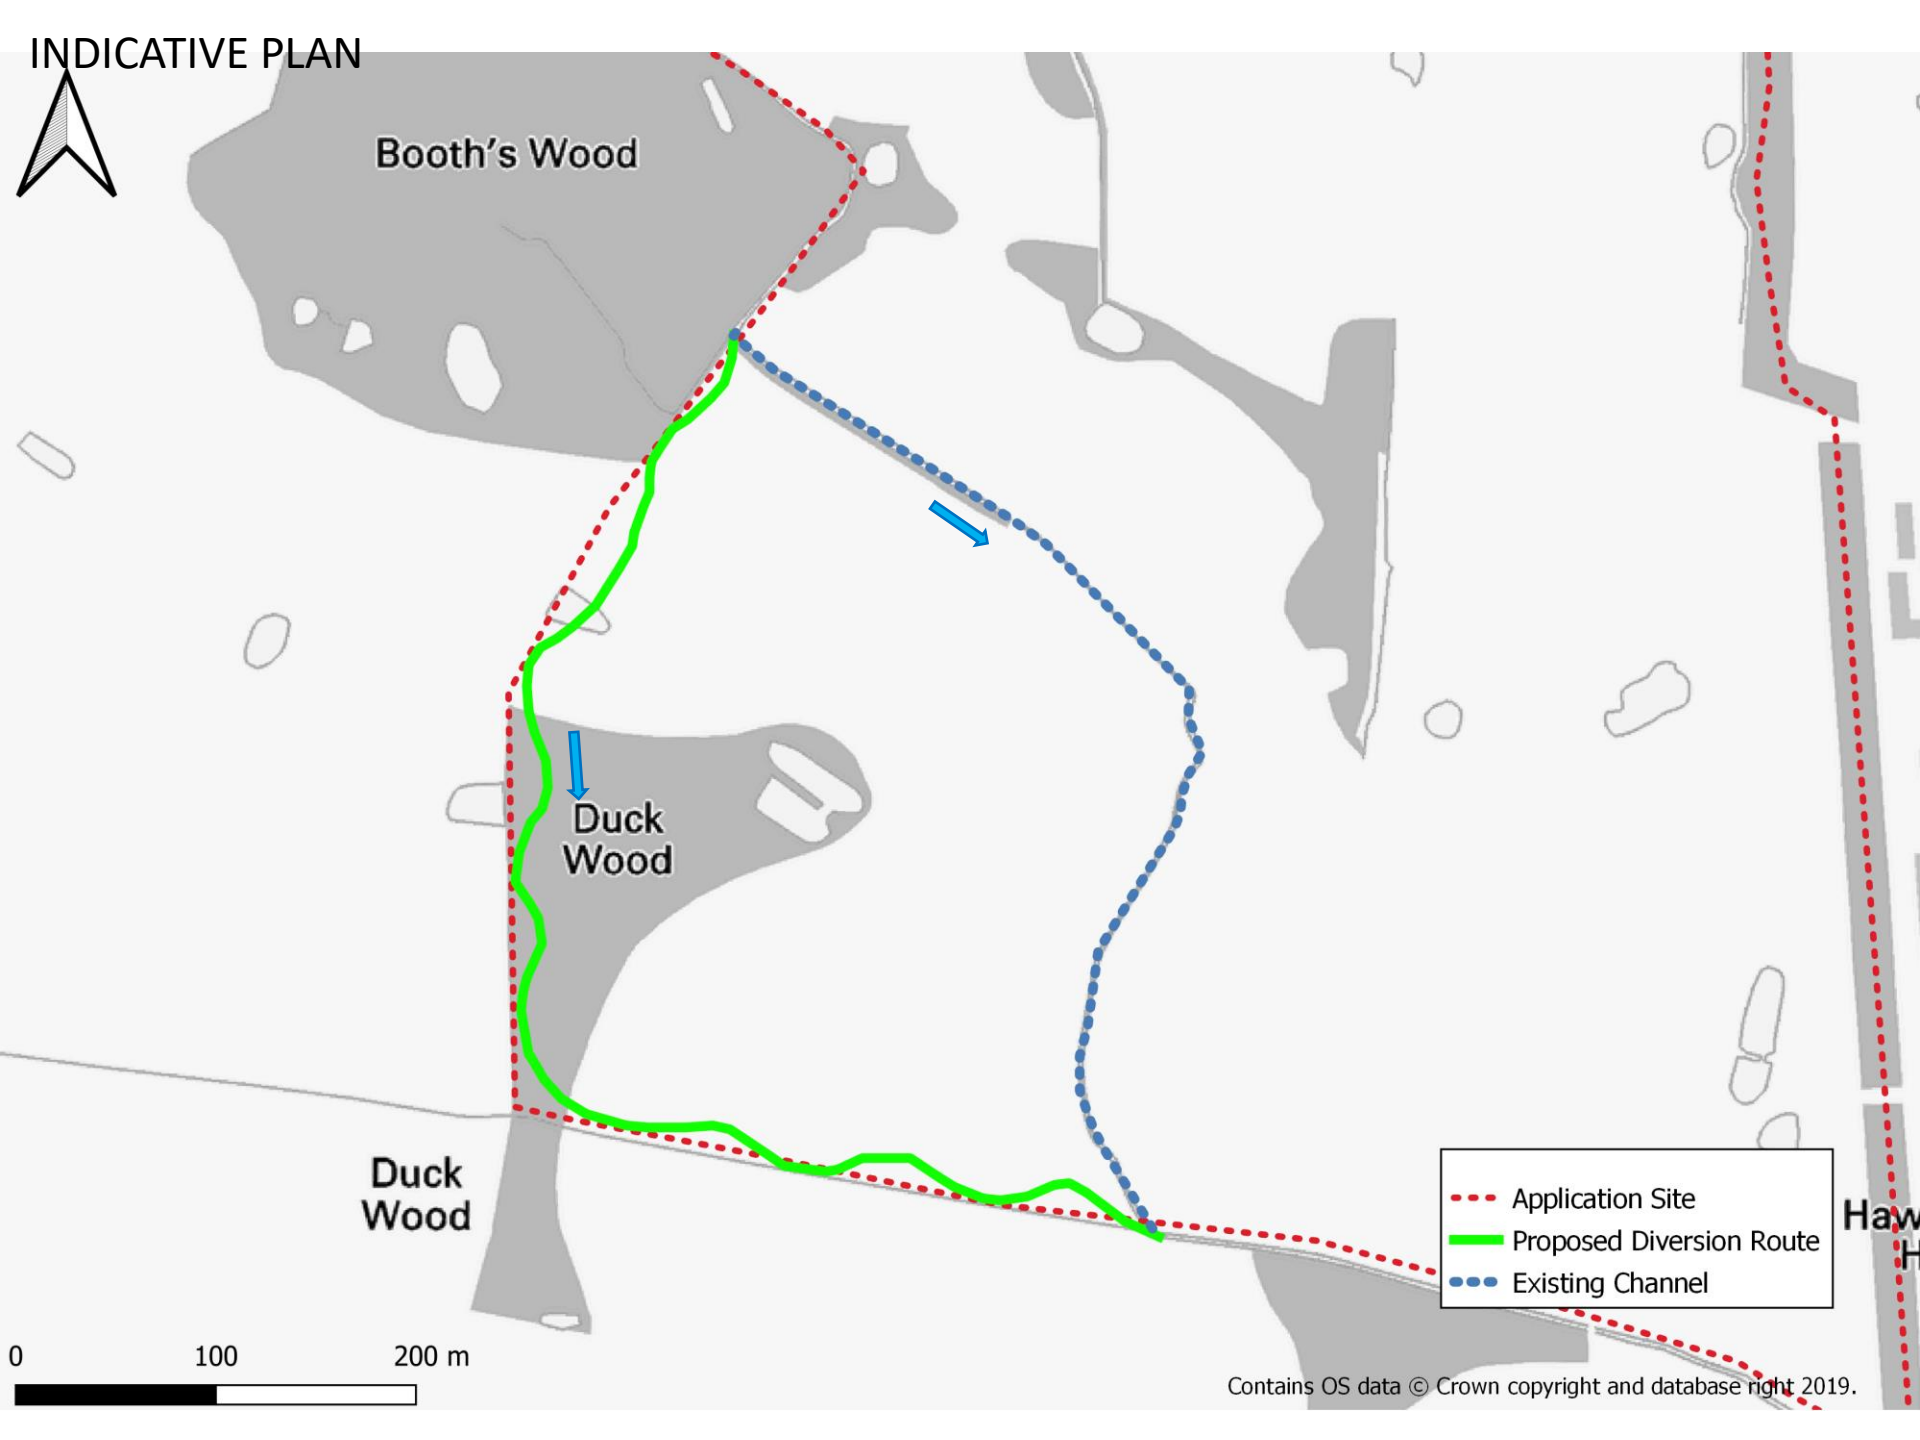 INDICATIVE PLAN
Booth's Wood
Duck
Wood
Duck
Wood
Application Site
Proposed Diversion Route
Existing Channel
Haw
H
0 100 200 m
Contains OS data © Crown copyright and database right 2019.